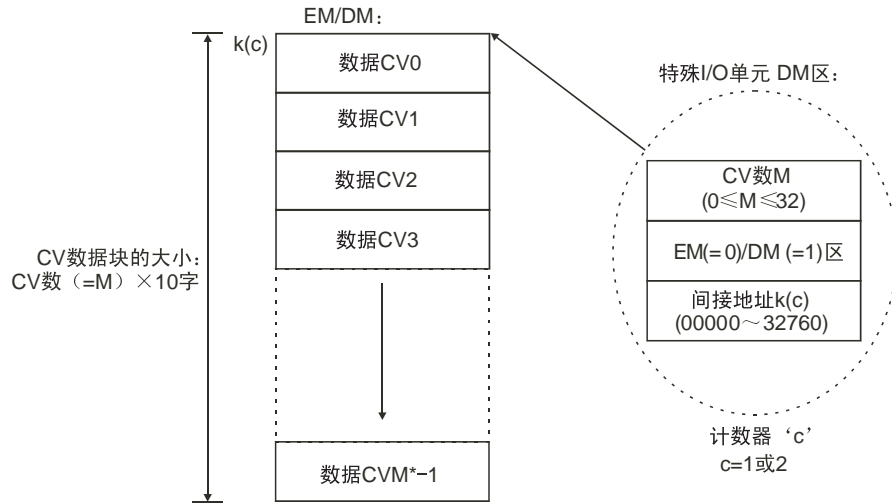 EM/DM：
k(c)
数据CV0
数据CV1
数据CV2
数据CV3
数据CVM*−1
CV数据块的大小：
CV数（=M）×10字
特殊I/O单元 DM区：
CV数M
(0≤M≤32)
EM(=0)/DM (=1)区
间接地址k(c)
(00000～32760)
计数器‘c’
c=1或2